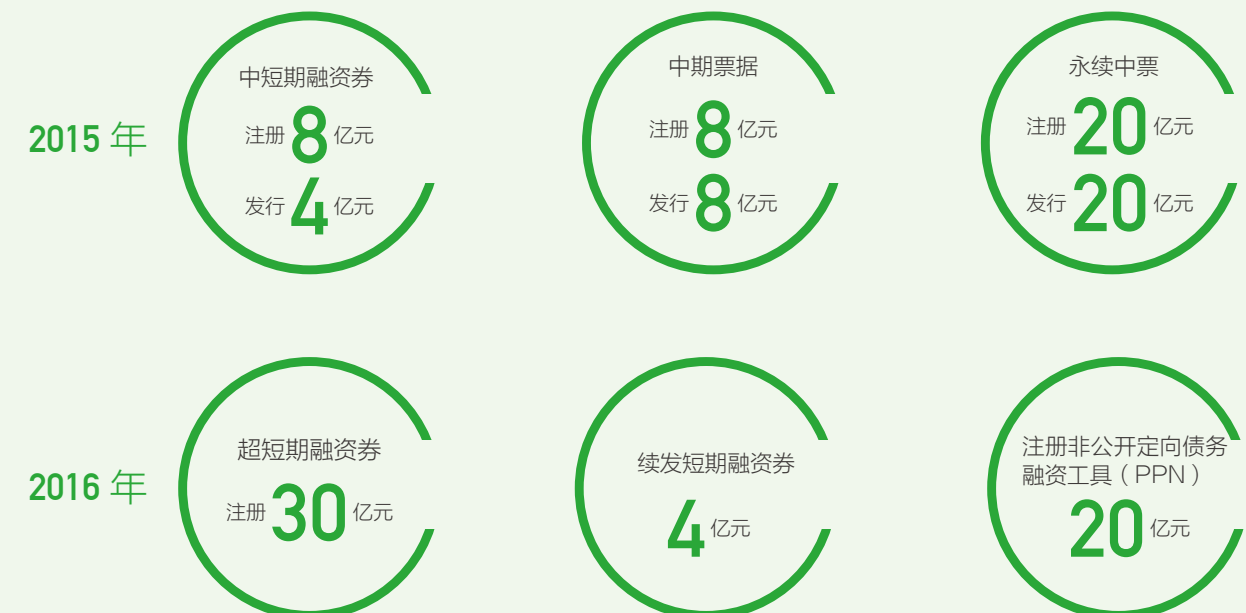 2015 年
中短期融资券
注册 8 亿元
发行 4 亿元
中期票据
注册 8 亿元
发行 8 亿元
永续中票
注册 20 亿元
发行 20 亿元
2016 年
超短期融资券
注册 30 亿元
续发短期融资券
4 亿元
注册非公开定向债务
融资工具（PPN）
20 亿元